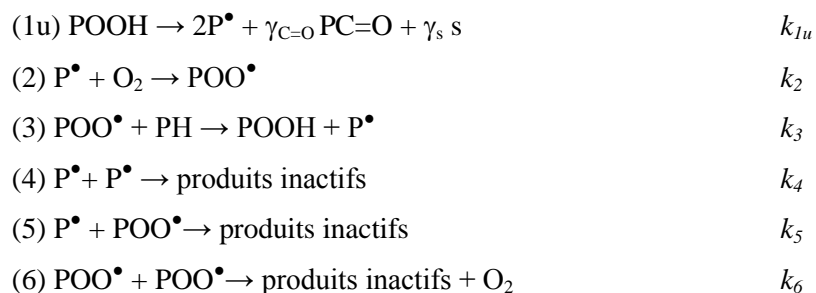 (1u) POOH → 2P• + γC=O PC=O + γs s k1u
(2) P• + O2 → POO• k2
(3) POO• + PH → POOH + P• k3
(4) P•+ P• → produits inactifs k4
(5) P• + POO•→ produits inactifs k5
(6) POO• + POO•→ produits inactifs + O2 k6